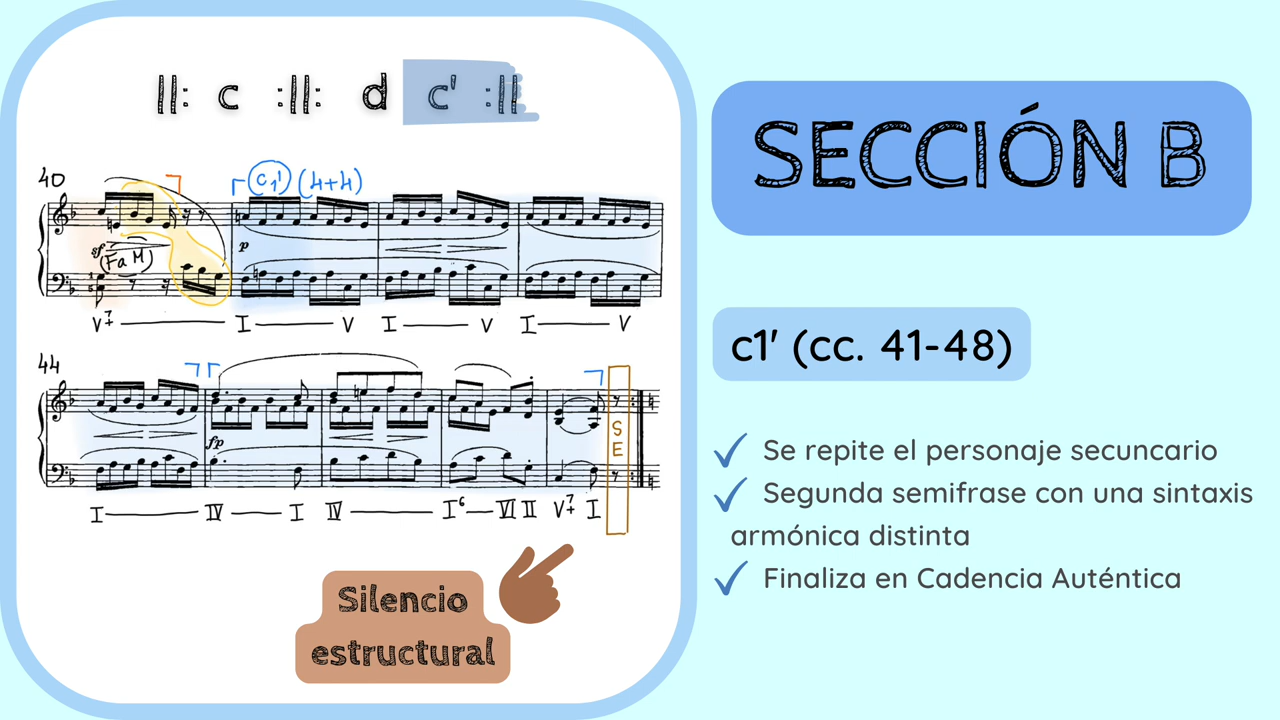 ||: c :||: d c' :||
SECCIÓN B
40
c1' (4+4)
sf
(Fa M)
p
V7+ I V I V I V
c1' (cc. 41-48)
44
fp
S
E
I IV I IV I6 VI II V7+ I
Se repite el personaje secuncario
Segunda semifrase con una sintaxis
armónica distinta
Finaliza en Cadencia Auténtica
Silencio
estructural